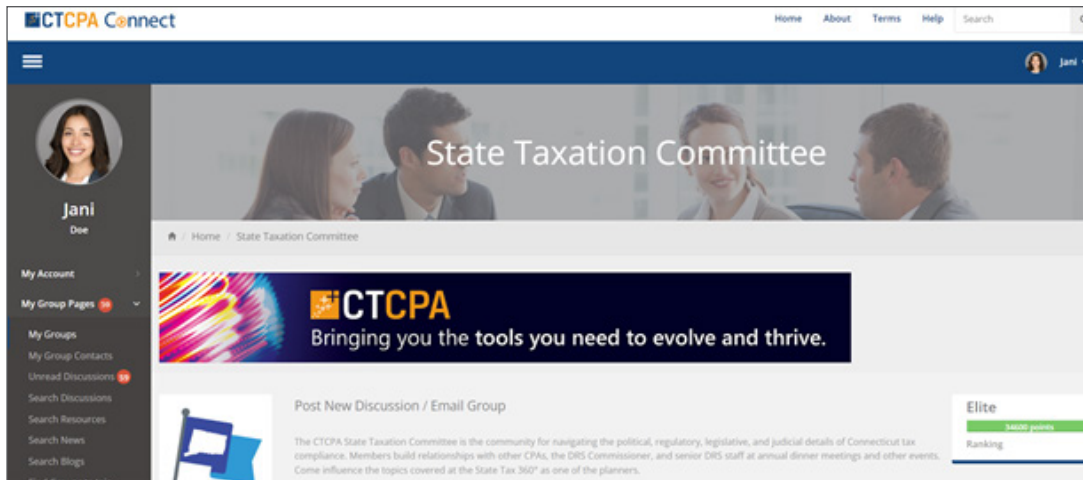 CTCPA Connect
Home About Terms Help Search
Jani
State Taxation Committee
Jani
Doe
/ Home / State Taxation Committee
My Account
My Group Pages 59
My Groups
My Group Contacts
Unread Discussions 59
Search Discussions
Search Resources
Search News
Search Blogs
CTCPA
Bringing you the tools you need to evolve and thrive.
Post New Discussion / Email Group
The CTCPA State Taxation Committee is the community for navigating the political, regulatory, legislative, and judicial details of Connecticut tax
compliance. Members build relationships with other CPAs, the DRS Commissioner, and senior DRS staff at annual dinner meetings and other events.
Come influence the topics covered at the State Tax 360° as one of the planners.
Elite
34600 points
Ranking